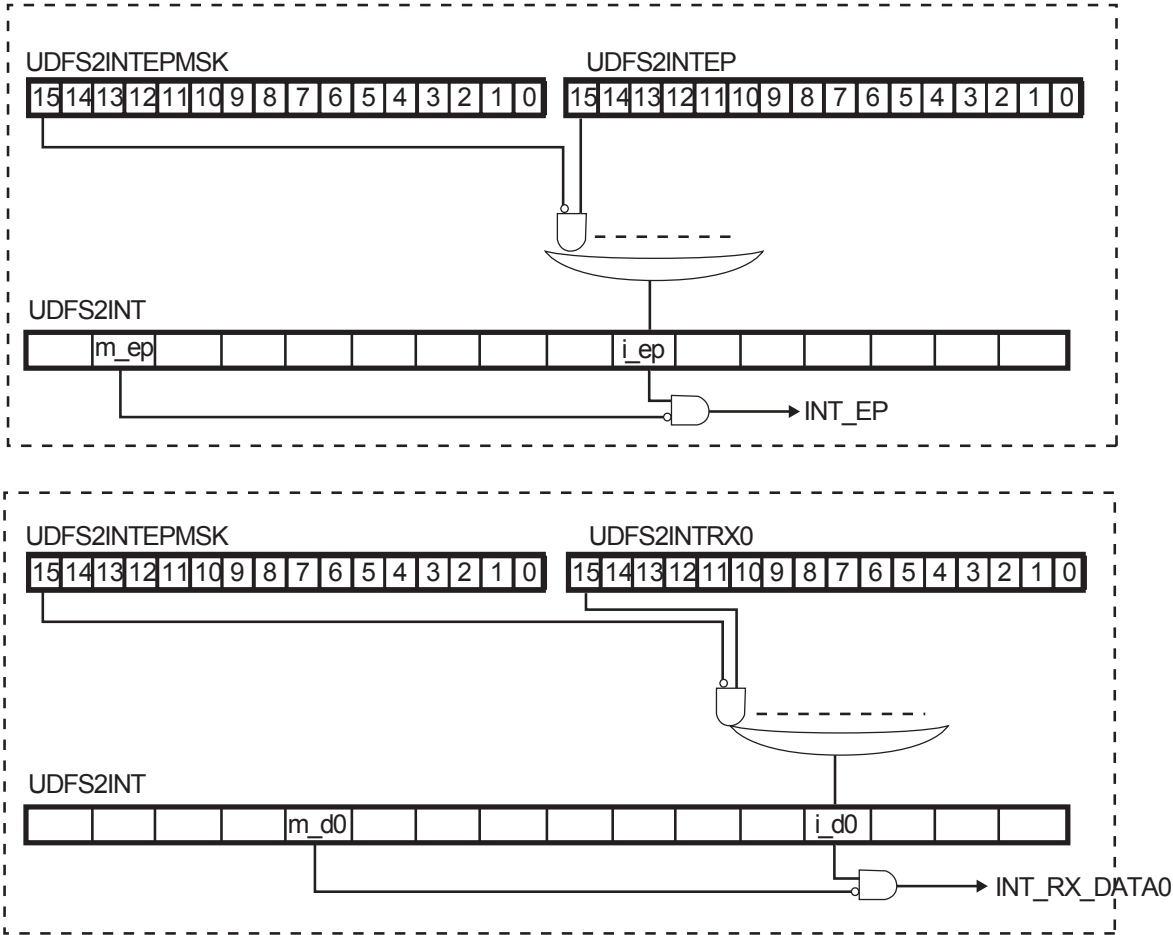 UDFS2INTEPMSK UDFS2INTEP
15 14 13 12 11 10 9 8 7 6 5 4 3 2 1 0 15 14 13 12 11 10 9 8 7 6 5 4 3 2 1 0
UDFS2INT
m_ep i_ep
INT_EP
UDFS2INTEPMSK UDFS2INTRX0
15 14 13 12 11 10 9 8 7 6 5 4 3 2 1 0 15 14 13 12 11 10 9 8 7 6 5 4 3 2 1 0
UDFS2INT
m_d0 i_d0
INT_RX_DATA0